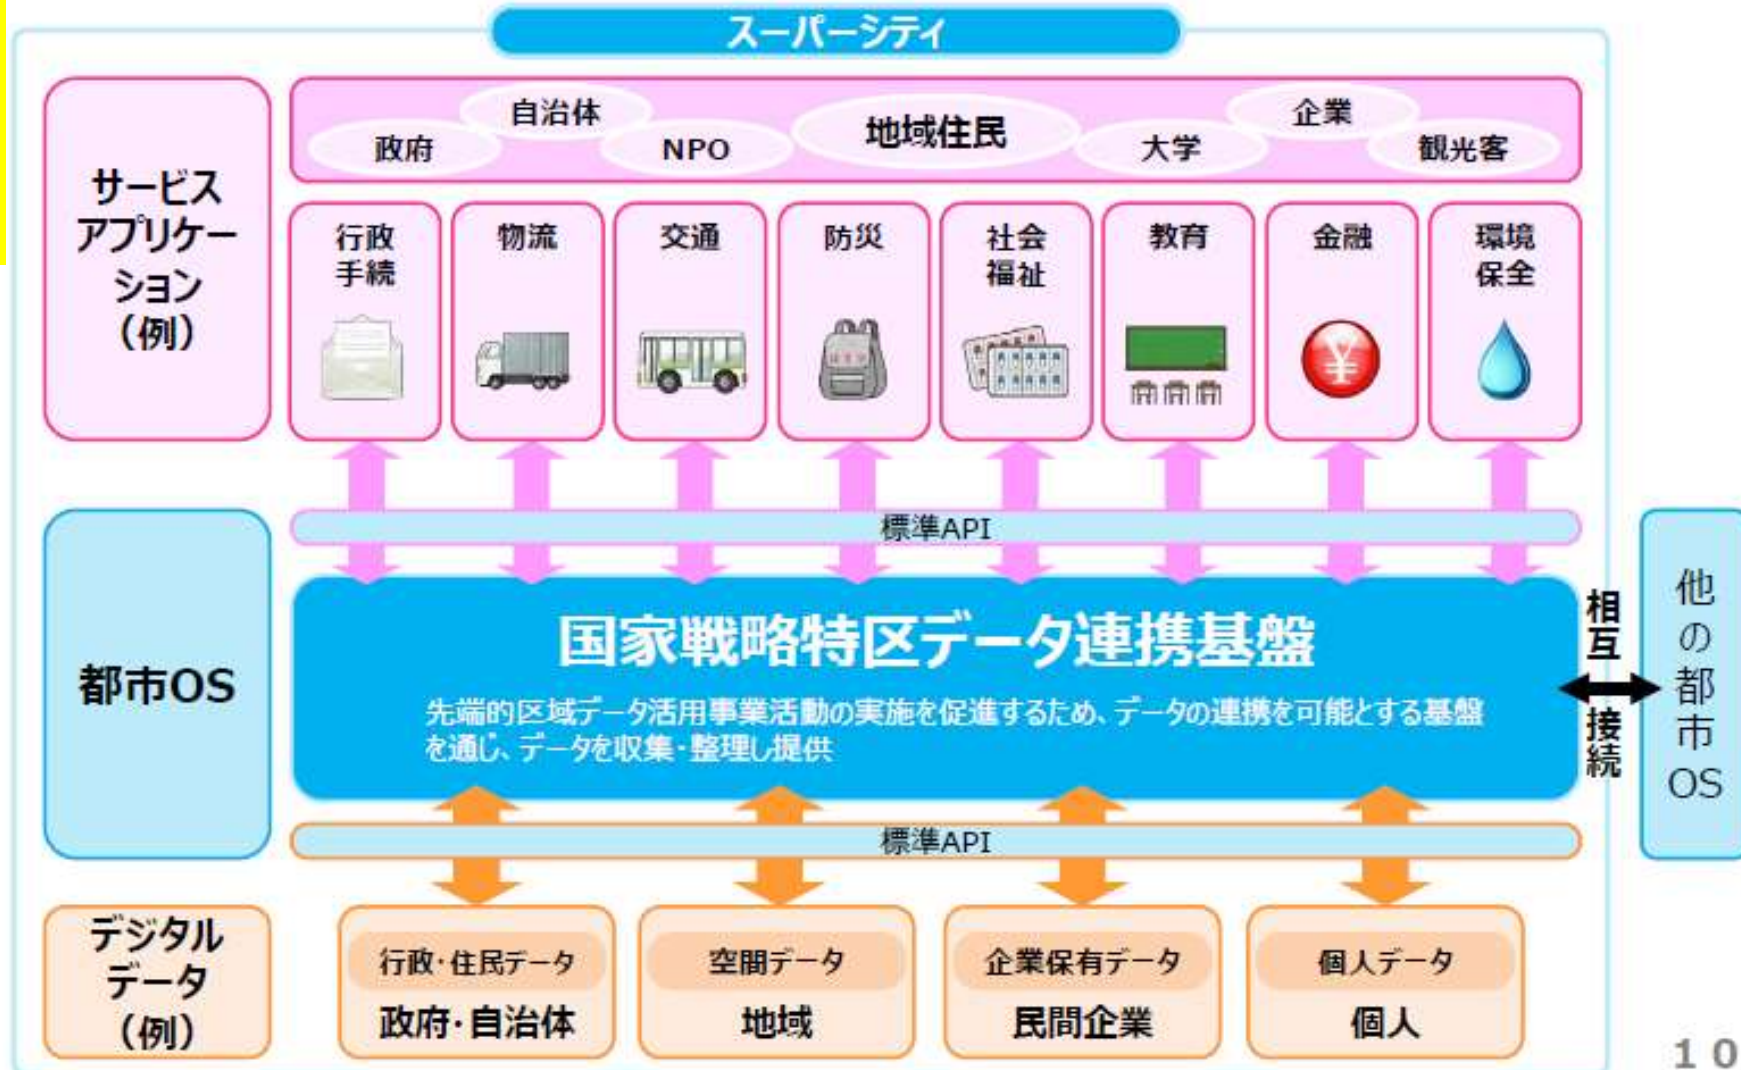 スーパーシティ
サービス
アプリケー
ション
（例）
政府
自治体
NPO
地域住民
大学
企業
観光客
行政
手続
物流
交通
防災
社会
福祉
教育
金融
環境
保全
標準API
都市OS
国家戦略特区データ連携基盤
先端的区域データ活用事業活動の実施を促進するため、データの連携を可能とする基盤
を通じ、データを収集・整理し提供
相互
接続
他の都市OS
標準API
デジタル
データ
（例）
行政・住民データ
政府・自治体
空間データ
地域
企業保有データ
民間企業
個人データ
個人
１０